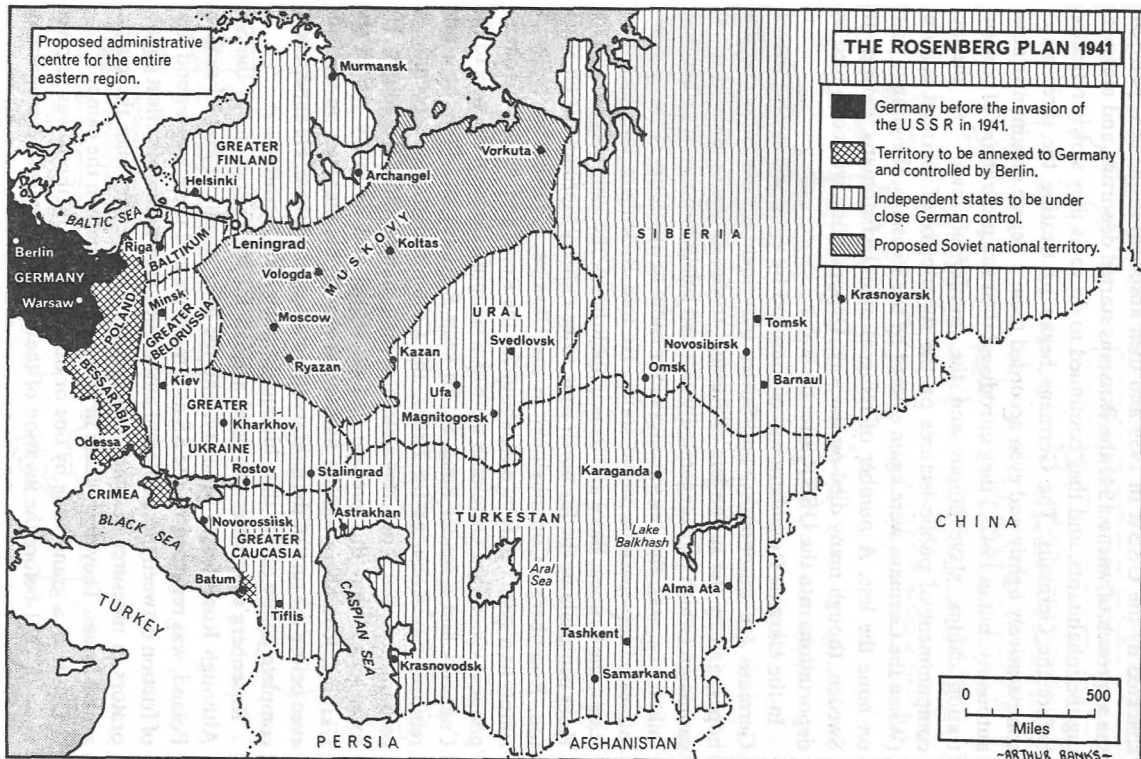 Proposed administrative
centre for the entire
eastern region.
THE ROSENBERG PLAN 1941
Germany before the invasion of
the U S S R in 1941.
Territory to be annexed to Germany
and controlled by Berlin.
Independent states to be under
close German control.
Proposed Soviet national territory.
Murmansk
GREATER
FINLAND
Helsinki
Archangel
Vorkuta
BALTIC SEA
Riga
BALTIKUM
Leningrad
Koltas
MUSKOVY
Vologda
SIBERIA
Berlin
GERMANY
Warsaw
POLAND
Minsk
GREATER
BELORUSSIA
Moscow
Ryazan
Kazan
URAL
Svedlovsk
Ufa
Magnitogorsk
Krasnoyarsk
Tomsk
Novosibirsk
Omsk
Barnaul
BESSARABIA
Kiev
GREATER
Kharkhov
UKRAINE
Odessa
Rostov
Stalingrad
Karaganda
CRIMEA
BLACK SEA
Novorossiisk
Astrakhan
GREATER
CAUCASIA
TURKESTAN
Lake
Balkhash
Aral
Sea
CHINA
Batum
Tiflis
CASPIAN SEA
Alma Ata
TURKEY
Tashkent
Krasnovodsk
Samarkand
PERSIA
AFGHANISTAN
0 500
Miles
~ARTHUR BANKS~